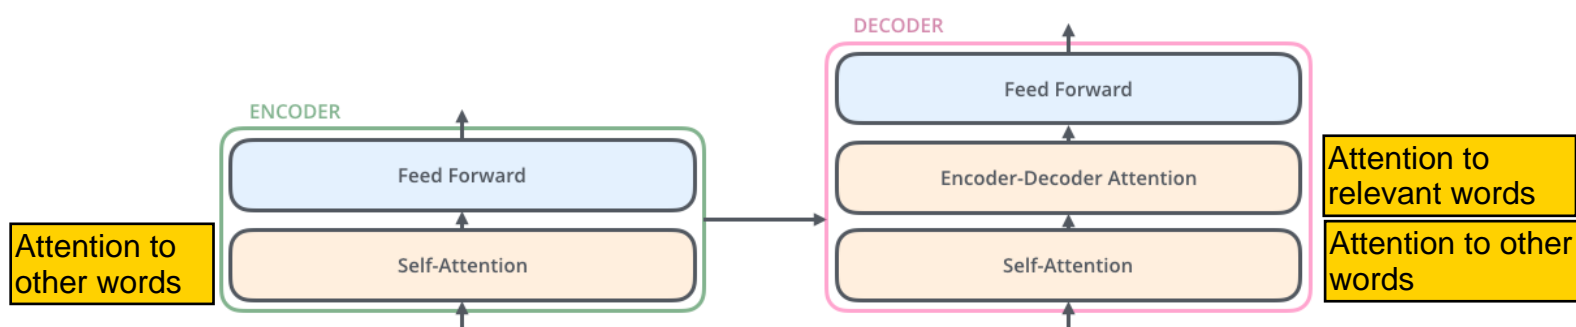 DECODER
Feed Forward
ENCODER
Feed Forward
Encoder-Decoder Attention
Attention to
relevant words
Attention to
other words
Self-Attention
Self-Attention
Attention to other
words